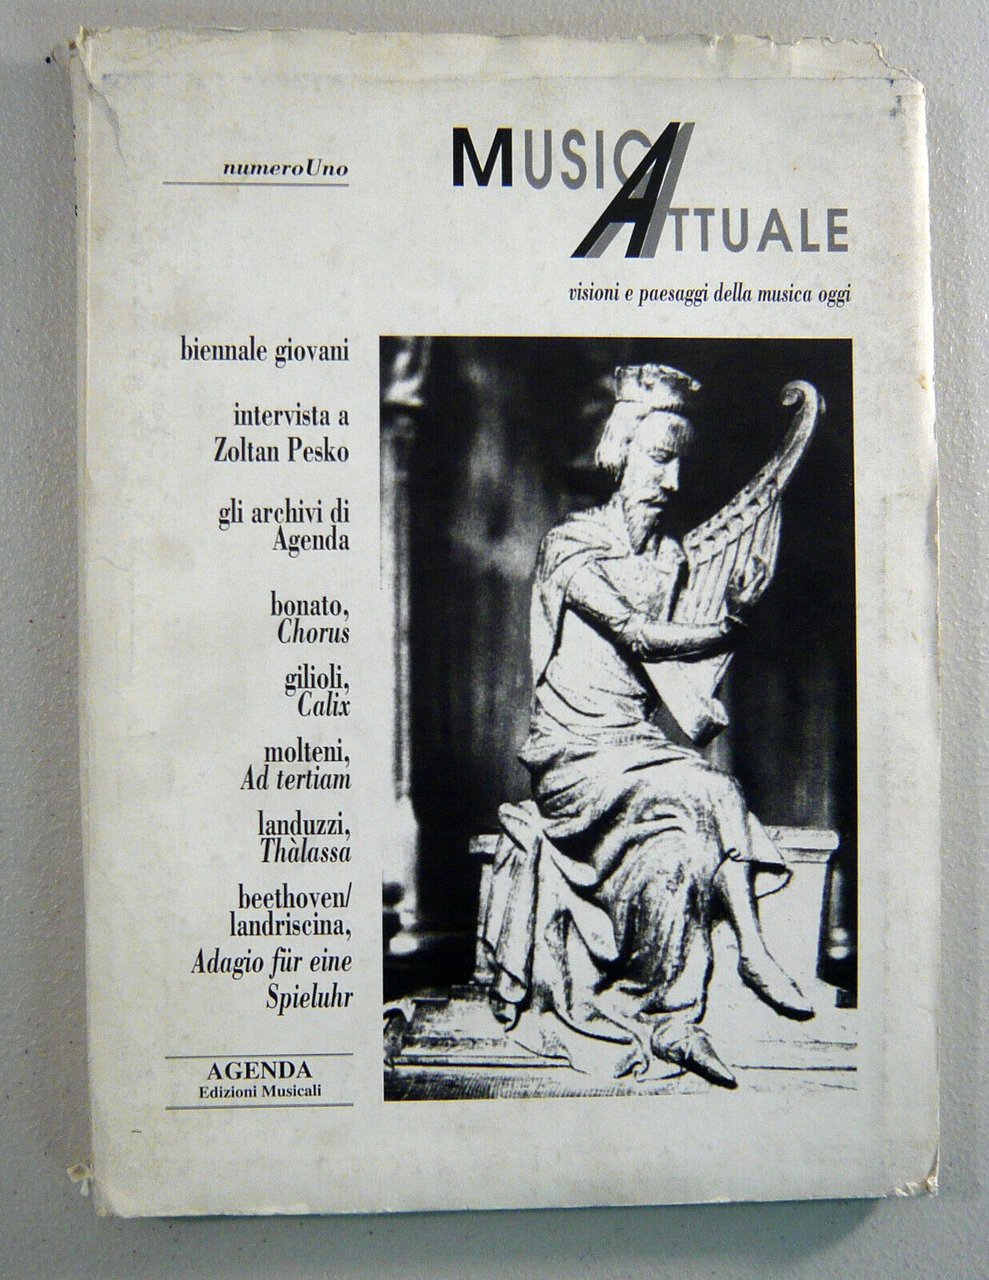 numeroUno
MUSICA
ATTUALE
visioni e paesaggi della musica oggi
biennale giovani
intervista a
Zoltan Pesko
gli archivi di
Agenda
bonato,
Chorus
gilioli,
Calix
molteni,
Ad tertiam
landuzzi,
Thàlassa
beethoven/
landriscina,
Adagio für eine
Spieluhr
AGENDA
Edizioni Musicali